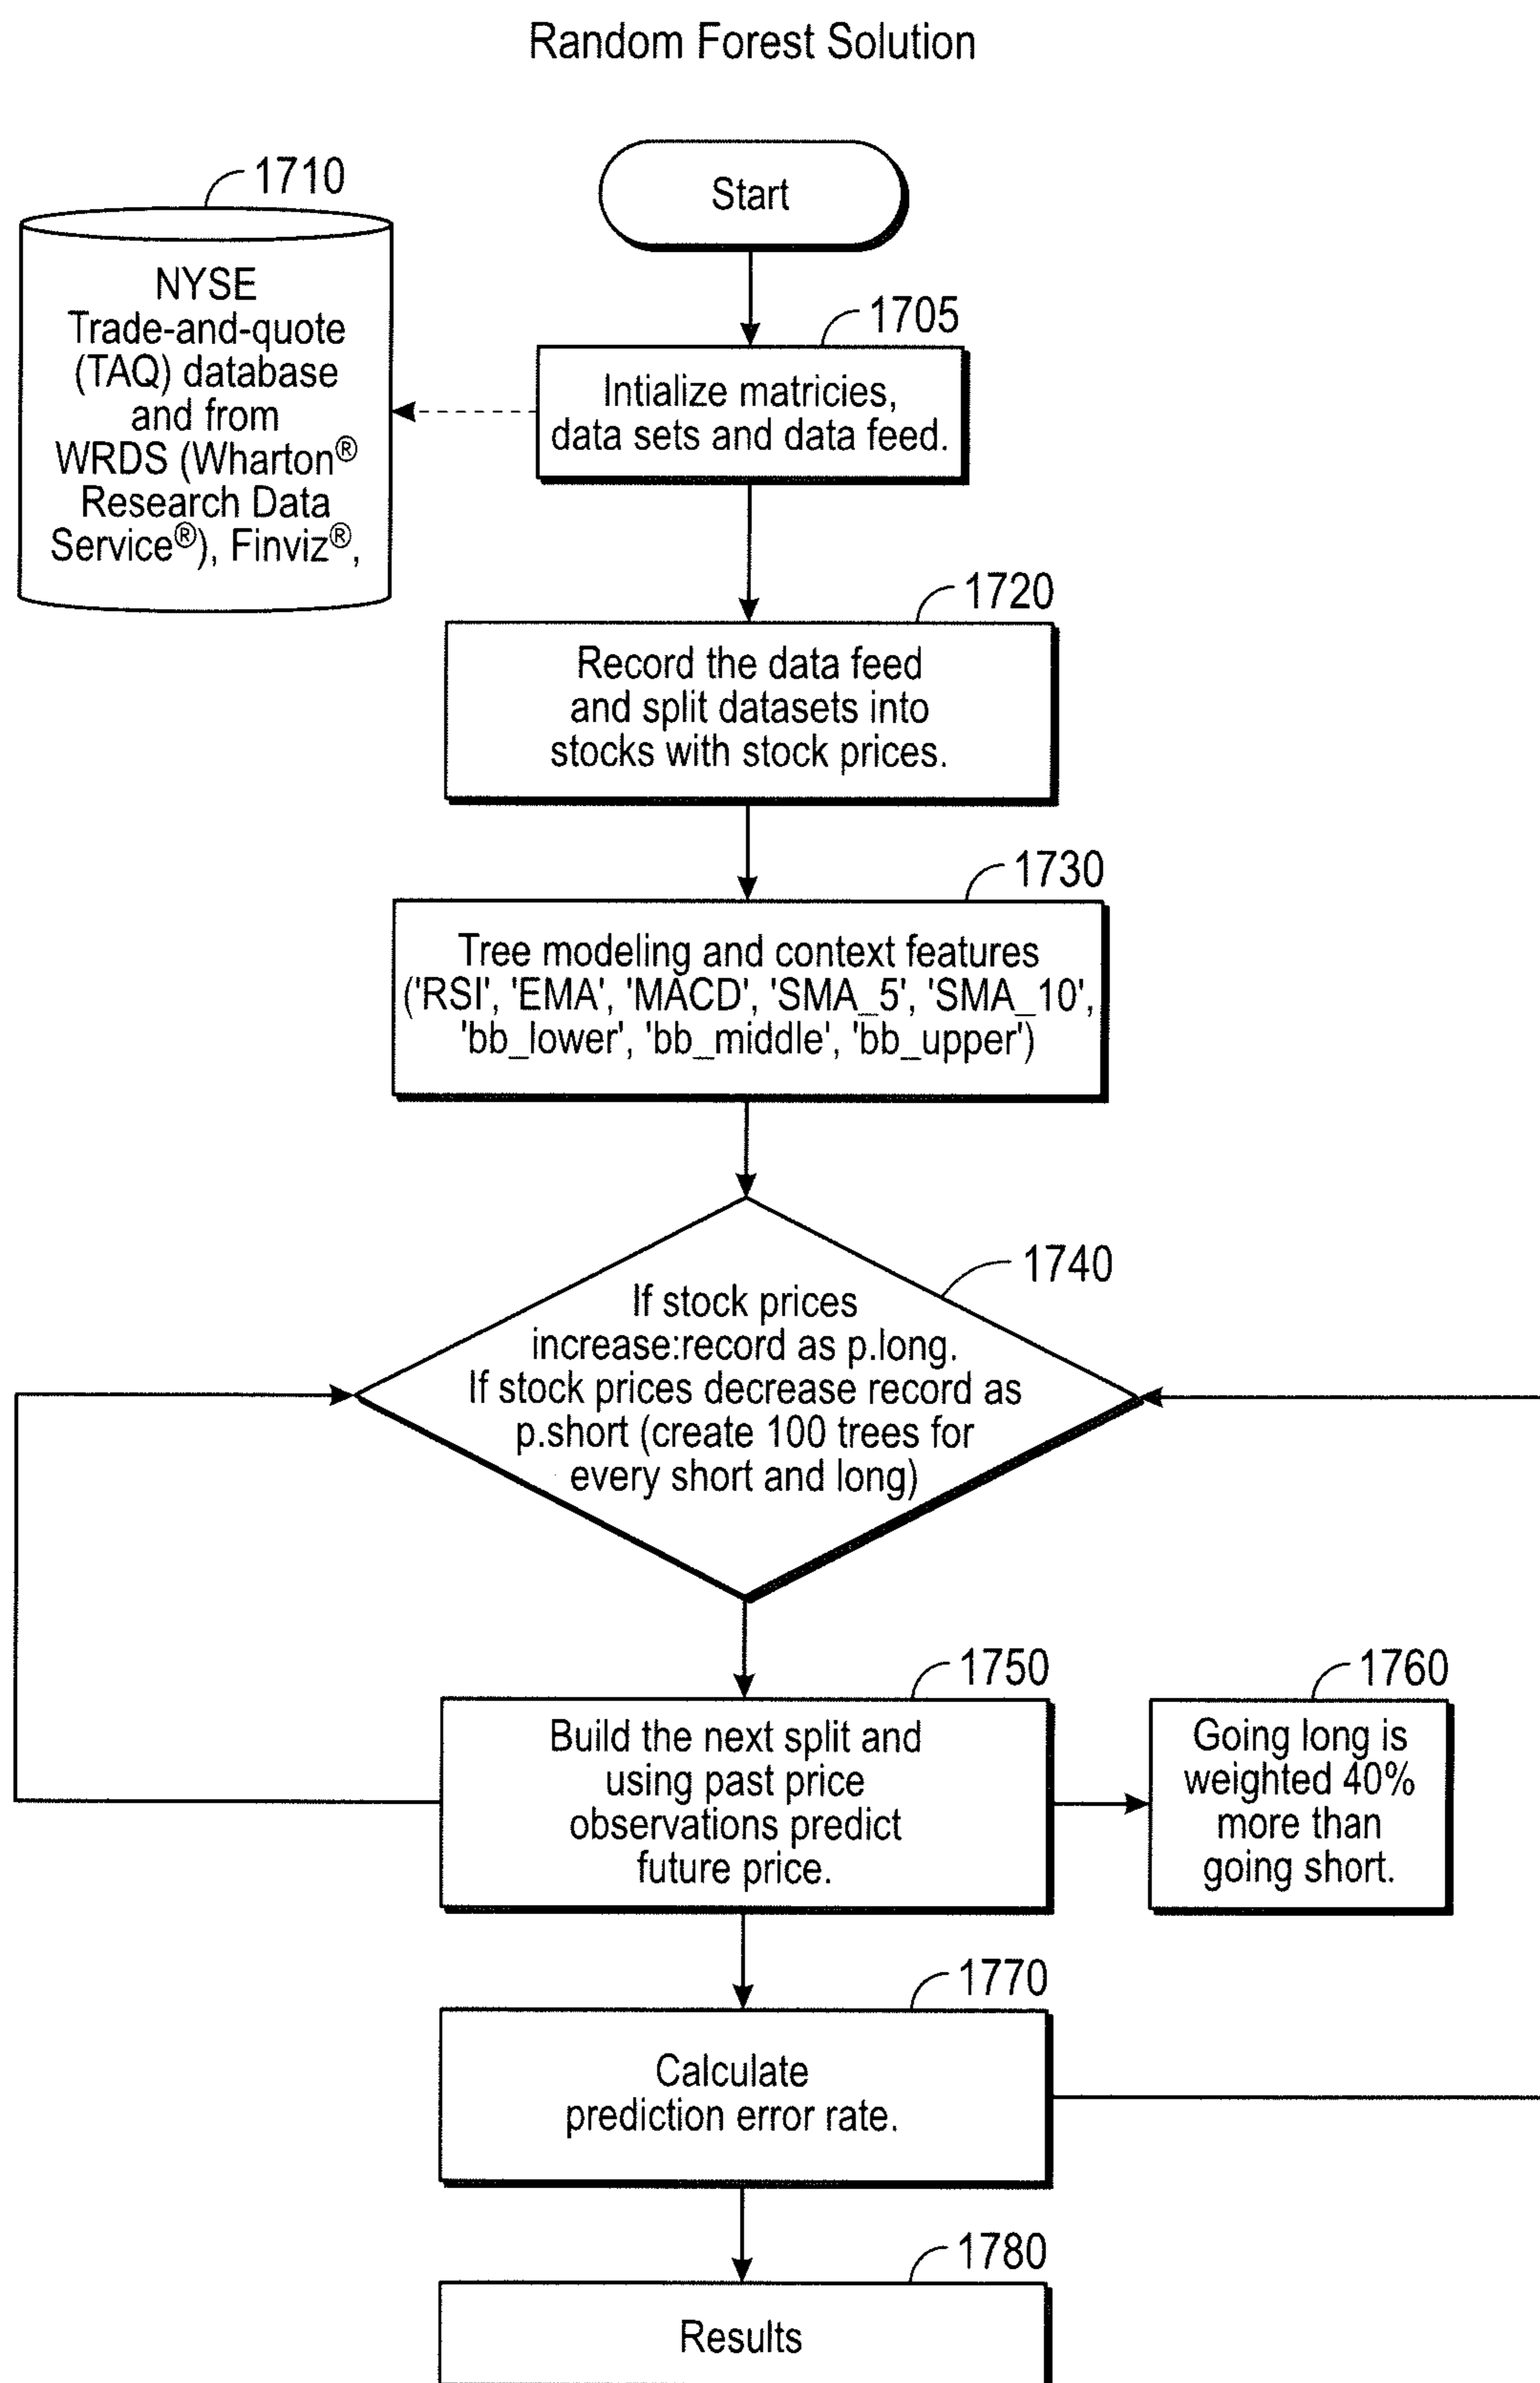 Random Forest Solution
Start
1710
NYSE
Trade-and-quote
(TAQ) database
and from
WRDS (Wharton®
Research Data
Service®), Finviz®,
1705
Intialize matricies,
data sets and data feed.
1720
Record the data feed
and split datasets into
stocks with stock prices.
1730
Tree modeling and context features
('RSI', 'EMA', 'MACD', 'SMA_5', 'SMA_10',
'bb_lower', 'bb_middle', 'bb_upper')
1740
If stock prices
increase:record as p.long.
If stock prices decrease record as
p.short (create 100 trees for
every short and long)
1750
Build the next split and
using past price
observations predict
future price.
1760
Going long is
weighted 40%
more than
going short.
1770
Calculate
prediction error rate.
1780
Results